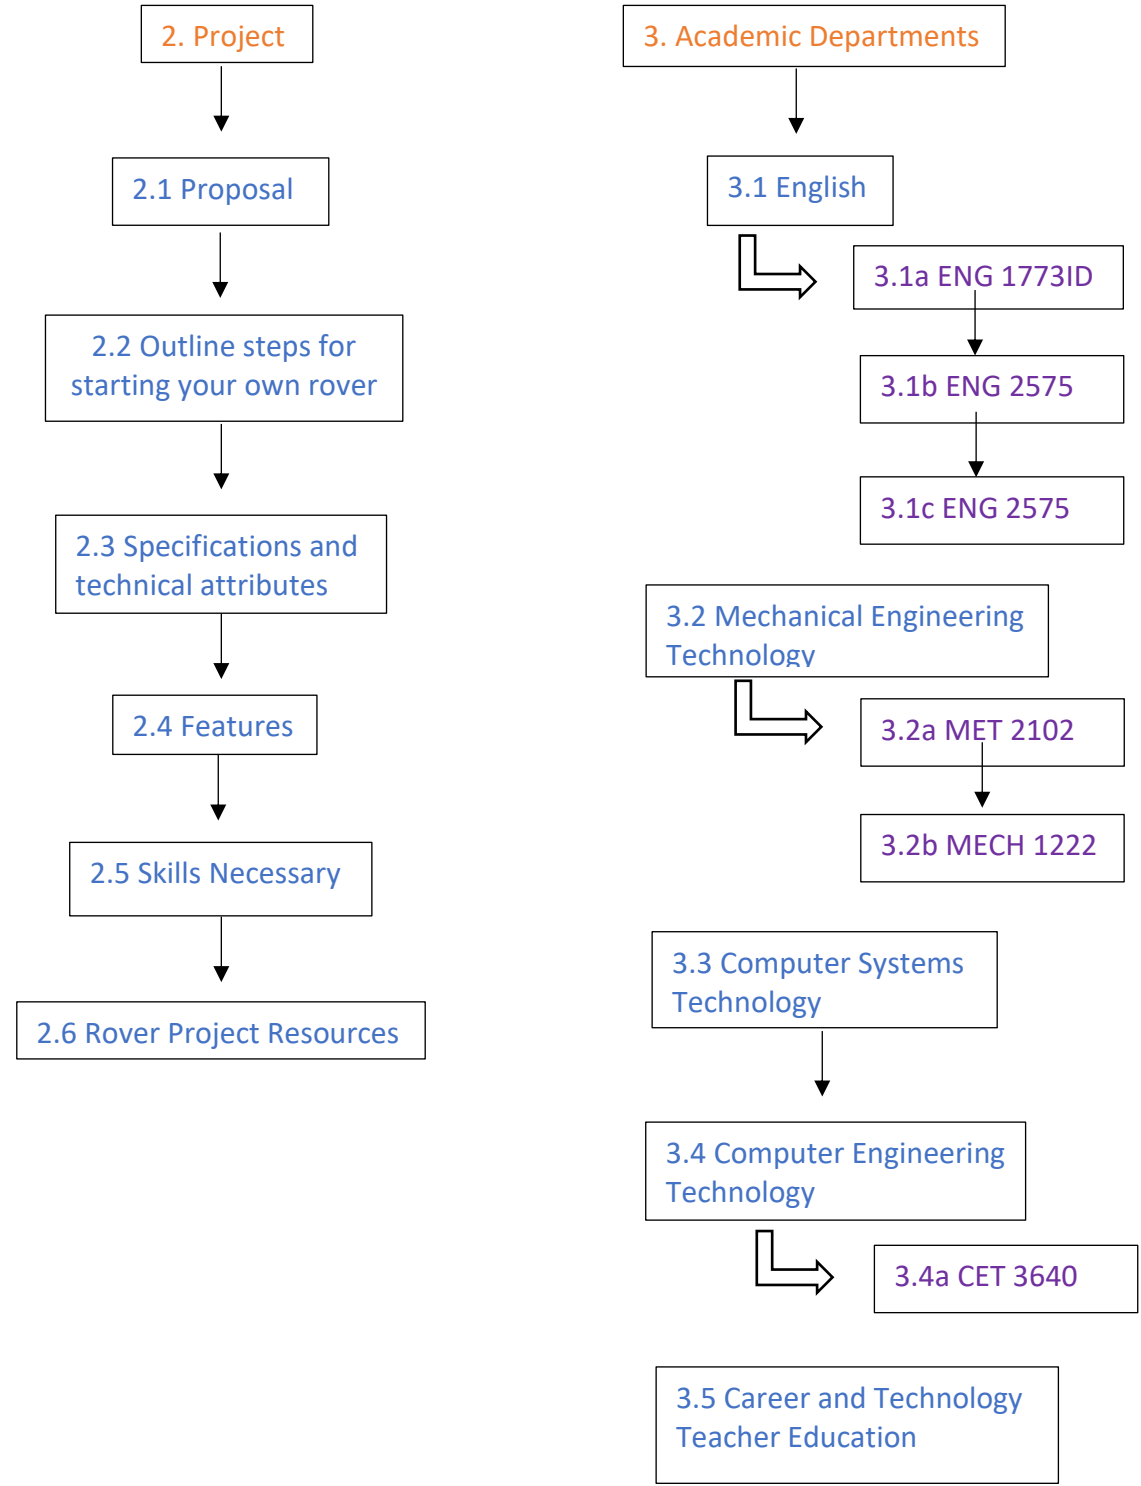 2. Project
2.1 Proposal
2.2 Outline steps for
starting your own rover
2.3 Specifications and
technical attributes
2.4 Features
2.5 Skills Necessary
2.6 Rover Project Resources
3. Academic Departments
3.1 English
3.1a ENG 1773ID
3.1b ENG 2575
3.1c ENG 2575
3.2 Mechanical Engineering
Technology
3.2a MET 2102
3.2b MECH 1222
3.3 Computer Systems
Technology
3.4 Computer Engineering
Technology
3.4a CET 3640
3.5 Career and Technology
Teacher Education